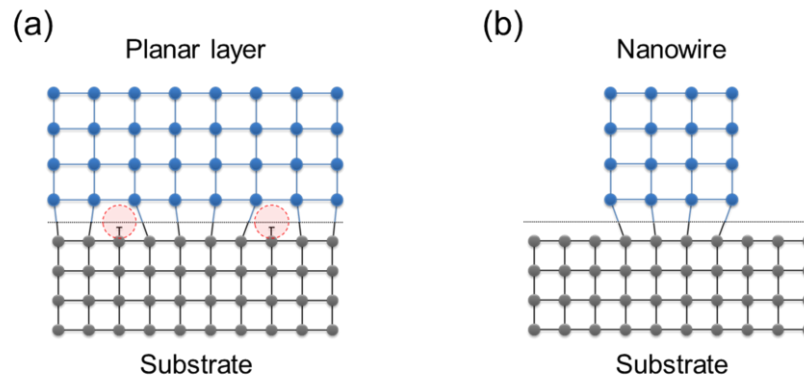 (a)
Planar layer
Substrate
(b)
Nanowire
Substrate